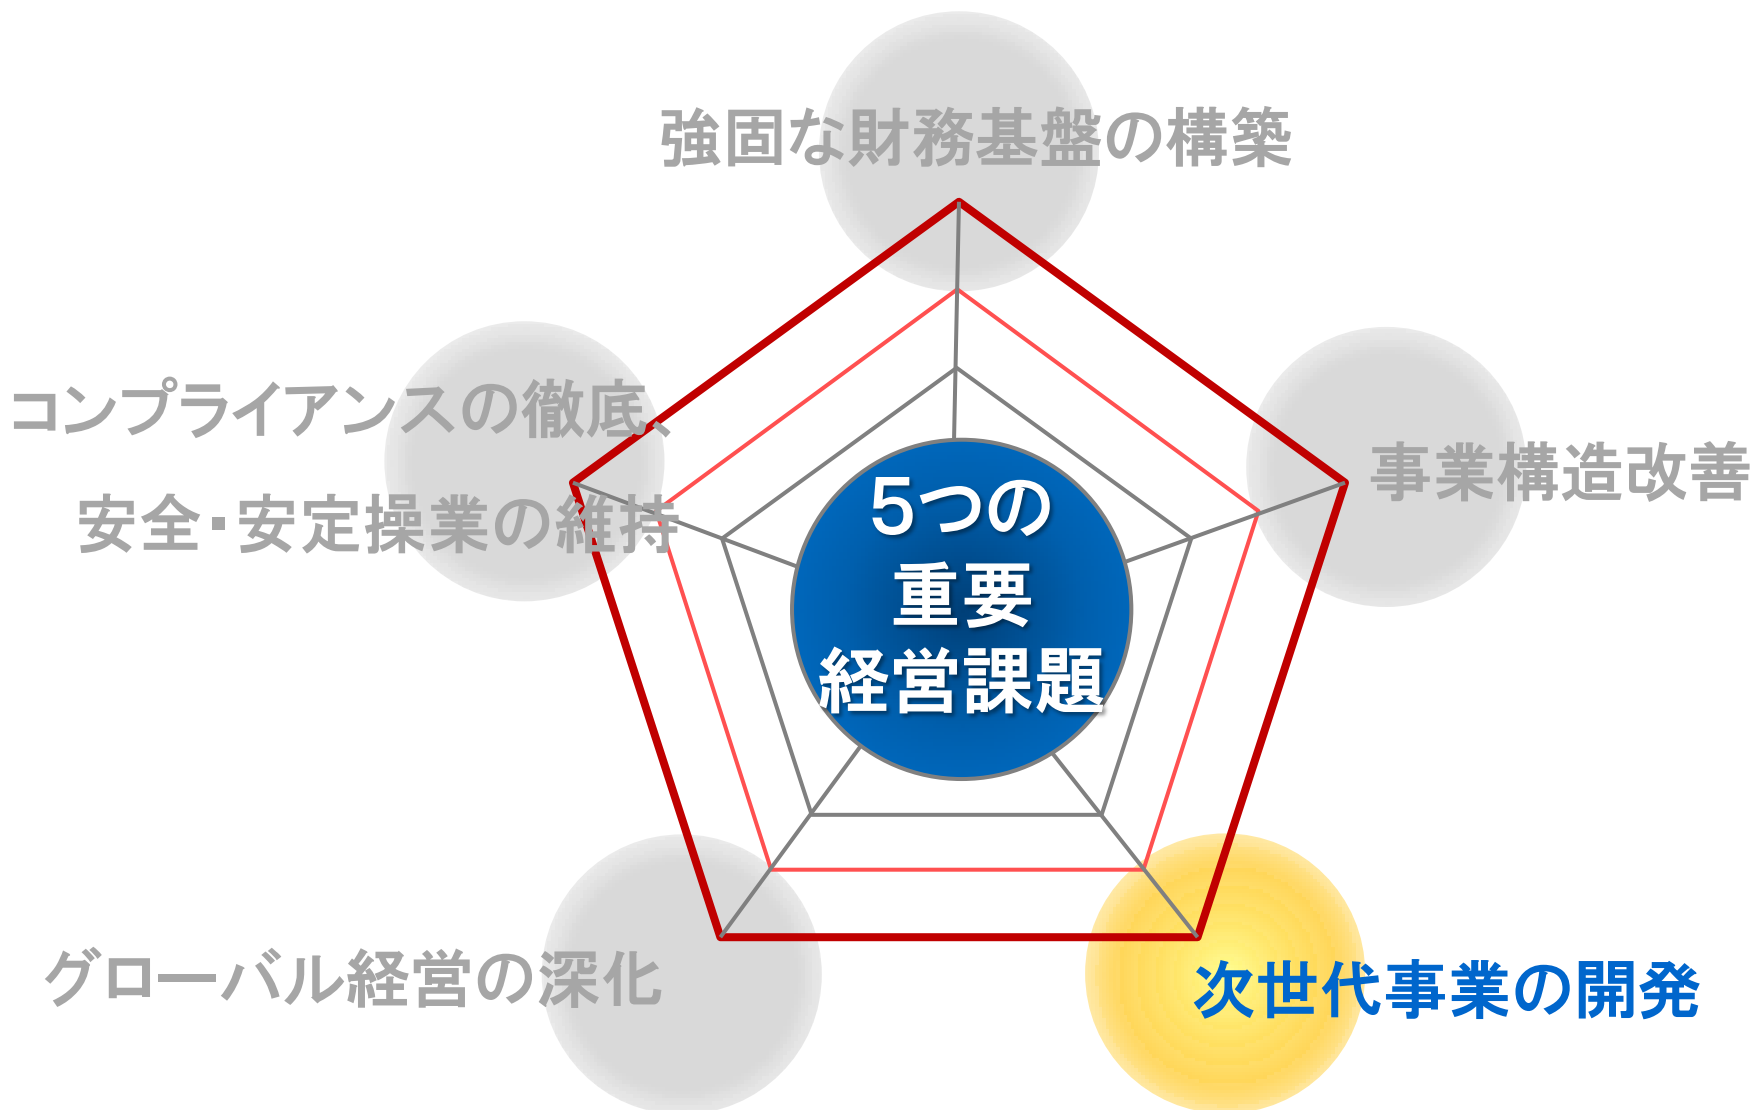 強固な財務基盤の構築
コンプライアンスの徹底、
安全・安定操業の維持
事業構造改善
5つの
重要
経営課題
グローバル経営の深化
次世代事業の開発